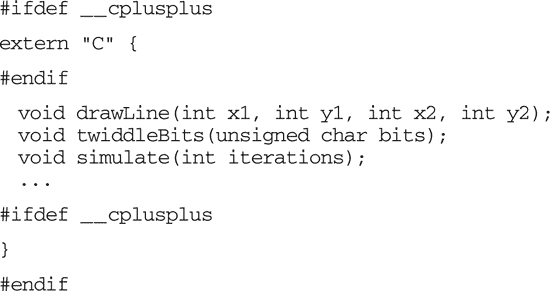 #ifdef __cplusplus
extern "C" {
#endif
  void drawLine(int x1, int y1, int x2, int y2);
  void twiddleBits(unsigned char bits);
  void simulate(int iterations);
  ...
#ifdef __cplusplus
}
#endif